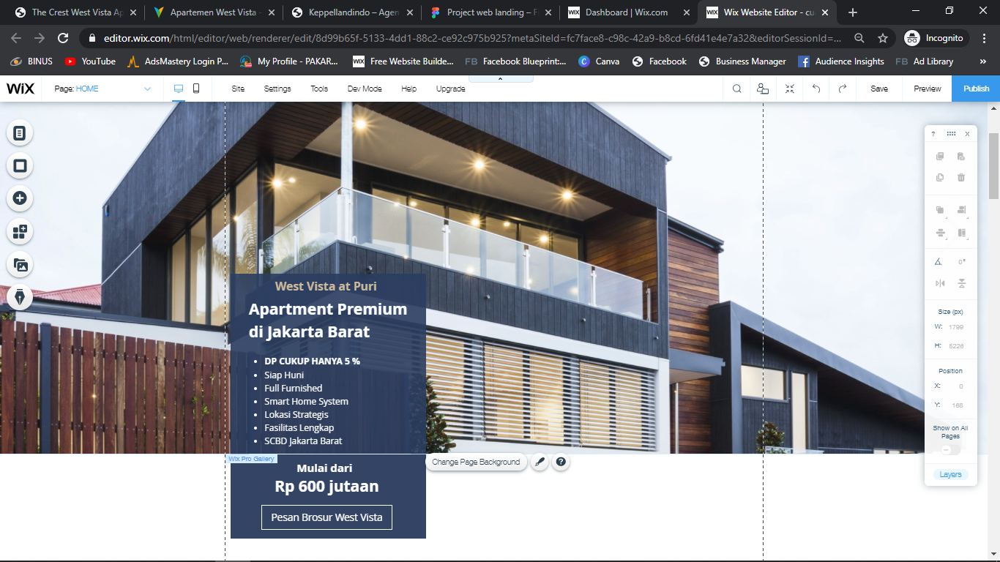 The Crest West Vista Ap
Apartemen West Vista -
Keppellandindo – Agen
Project web landing – F
WIX Dashboard | Wix.com
WIX Wix Website Editor - cu
editor.wix.com/html/editor/web/renderer/edit/8d99b65f-5133-4dd1-88c2-ce92c975b925?metaSiteId=fc7face8-c98c-42a9-b8cd-6fd41e4e7a32&editorSessionId=...
Incognito
BINUS
YouTube
AdsMastery Login P...
My Profile - PAKAR...
WIX Free Website Builde...
FB Facebook Blueprint:...
Canva
Facebook
Business Manager
Audience Insights
FB Ad Library
»
WIX
Page: HOME
Site
Settings
Tools
Dev Mode
Help
Upgrade
Save
Preview
Publish
West Vista at Puri
Apartment Premium
di Jakarta Barat
• DP CUKUP HANYA 5 %
• Siap Huni
• Full Furnished
• Smart Home System
• Lokasi Strategis
• Fasilitas Lengkap
• SCBD Jakarta Barat
Wix Pro Gallery
Mulai dari
Rp 600 jutaan
Pesan Brosur West Vista
Change Page Background
?
? x
0°
Size (px)
W: 1799
H: 5226
Position
X: 0
Y: 168
Show on All
Pages
Layers